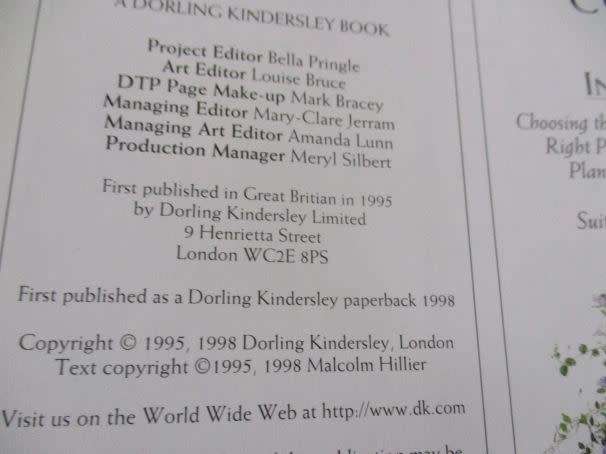 A DORLING KINDERSLEY BOOK
Project Editor Bella Pringle
Art Editor Louise Bruce
DTP Page Make-up Mark Bracey
Managing Editor Mary-Clare Jerram
Managing Art Editor Amanda Lunn
Production Manager Meryl Silbert
First published in Great Britian in 1995
by Dorling Kindersley Limited
9 Henrietta Street
London WC2E 8PS
First published as a Dorling Kindersley paperback 1998
Copyright © 1995, 1998 Dorling Kindersley, London
Text copyright ©1995, 1998 Malcolm Hillier
Visit us on the World Wide Web at http://www.dk.com
may be
Choosing th
Right P
Plan
Sui